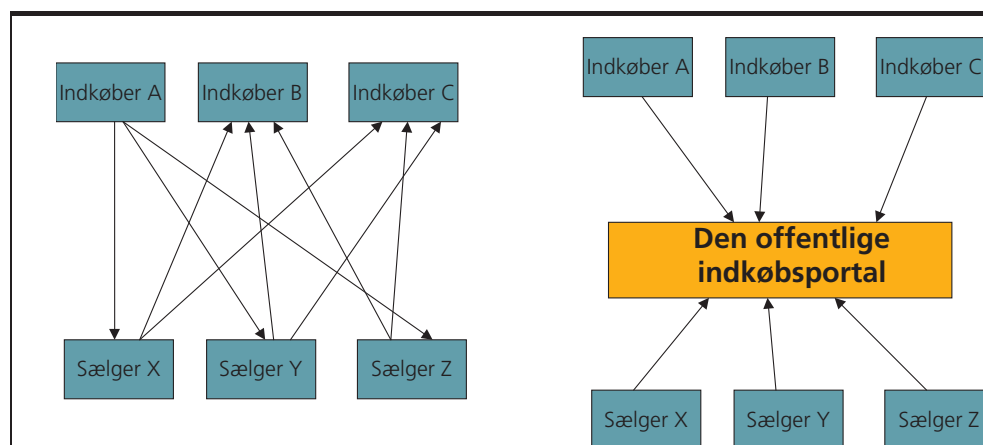 Indkøber A
Indkøber B
Indkøber C
Sælger X
Sælger Y
Sælger Z
Indkøber A
Indkøber B
Indkøber C
Den offentlige
indkøbsportal
Sælger X
Sælger Y
Sælger Z